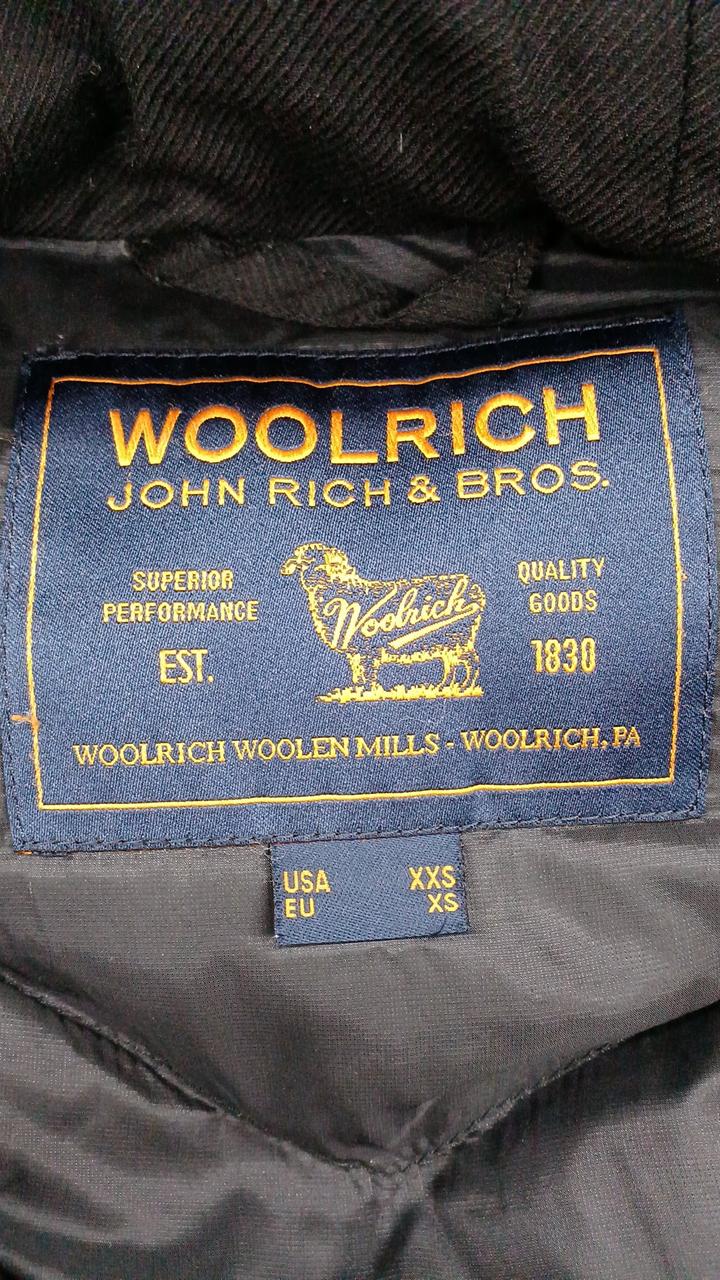 WOOLRICH
JOHN RICH & BROS.
SUPERIOR
PERFORMANCE
EST.
Woolrich
QUALITY
GOODS
1830
WOOLRICH WOOLEN MILLS - WOOLRICH, PA
USA XXS
EU XS